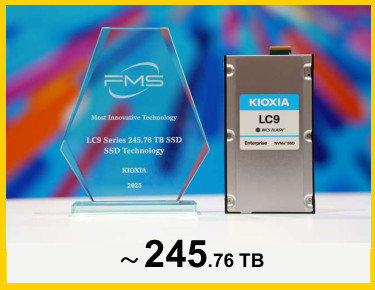 FMS
Most Innovative Technology
LC9 Series 245.76 TB SSD
SSD Technology
KIOXIA
2025
KIOXIA
LC9
BiCS FLASH
Enterprise NVMe SSD
~245.76 TB